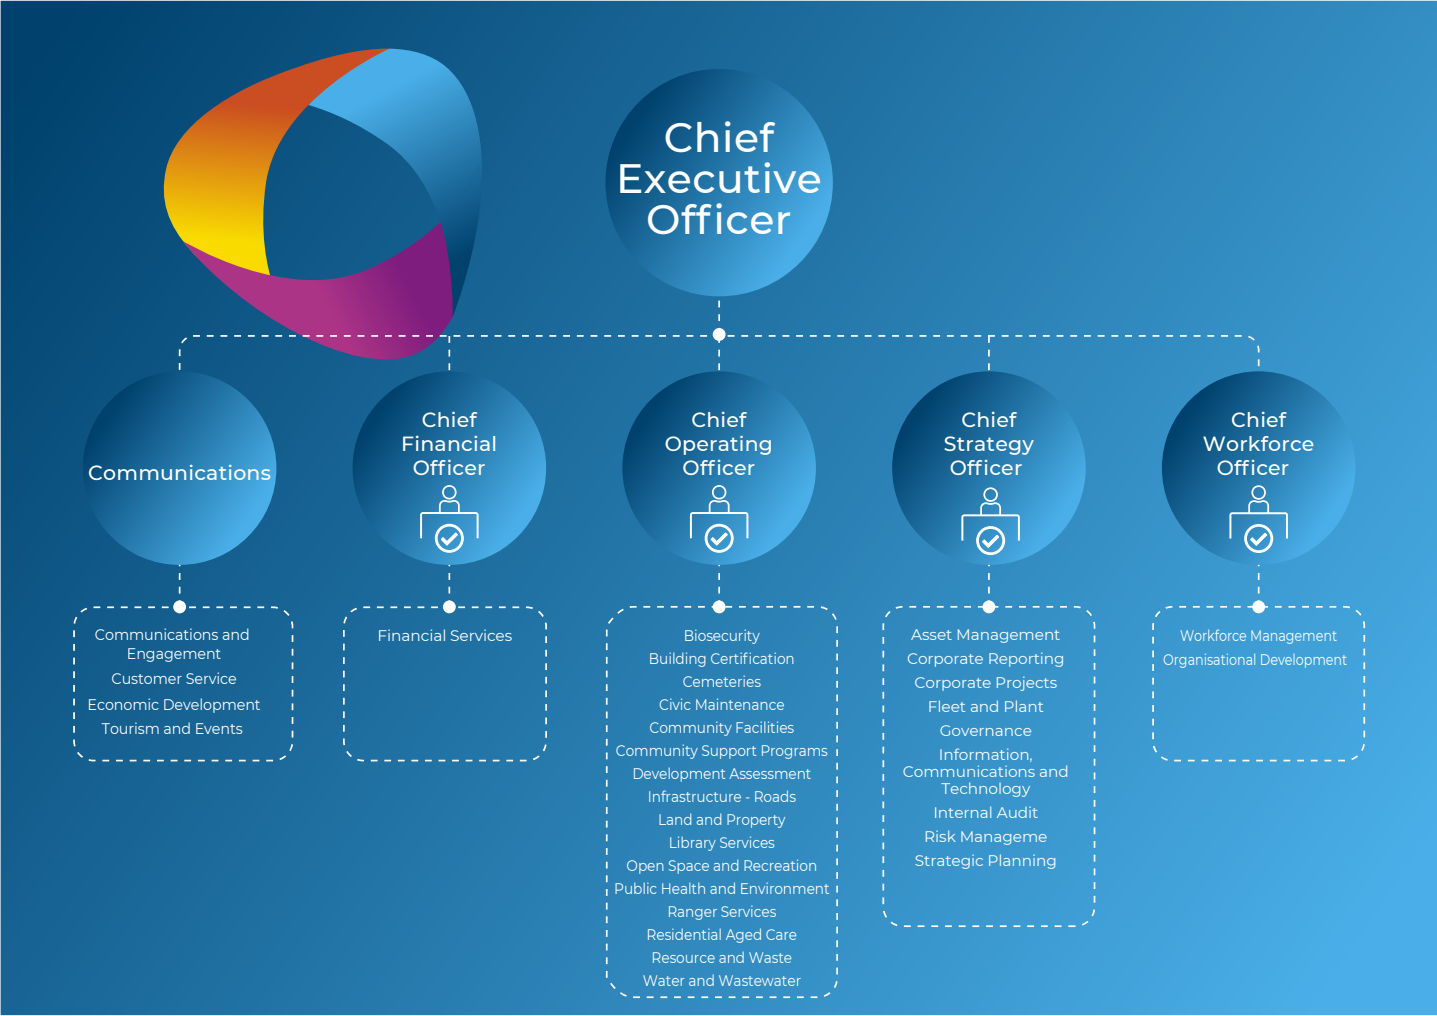 Chief
Executive
Officer
Communications
Chief
Financial
Officer
Chief
Operating
Officer
Chief
Strategy
Officer
Chief
Workforce
Officer
Communications and
Engagement
Customer Service
Economic Development
Tourism and Events
Financial Services
Biosecurity
Building Certification
Cemeteries
Civic Maintenance
Community Facilities
Community Support Programs
Development Assessment
Infrastructure - Roads
Land and Property
Library Services
Open Space and Recreation
Public Health and Environment
Ranger Services
Residential Aged Care
Resource and Waste
Water and Wastewater
Asset Management
Corporate Reporting
Corporate Projects
Fleet and Plant
Governance
Information,
Communications and
Technology
Internal Audit
Risk Manageme
Strategic Planning
Workforce Management
Organisational Development